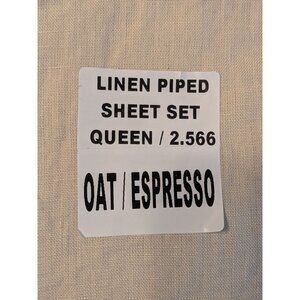 LINEN PIPED
SHEET SET
QUEEN / 2.566
OAT / ESPRESSO